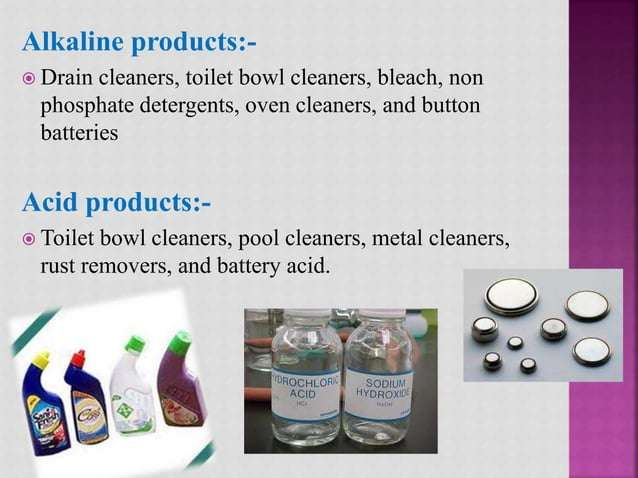 Alkaline products:-
Drain cleaners, toilet bowl cleaners, bleach, non
phosphate detergents, oven cleaners, and button
batteries
Acid products:-
Toilet bowl cleaners, pool cleaners, metal cleaners,
rust removers, and battery acid.
HYDROCHLORIC
ACID
HCl
SODIUM
HYDROXIDE
NaOH